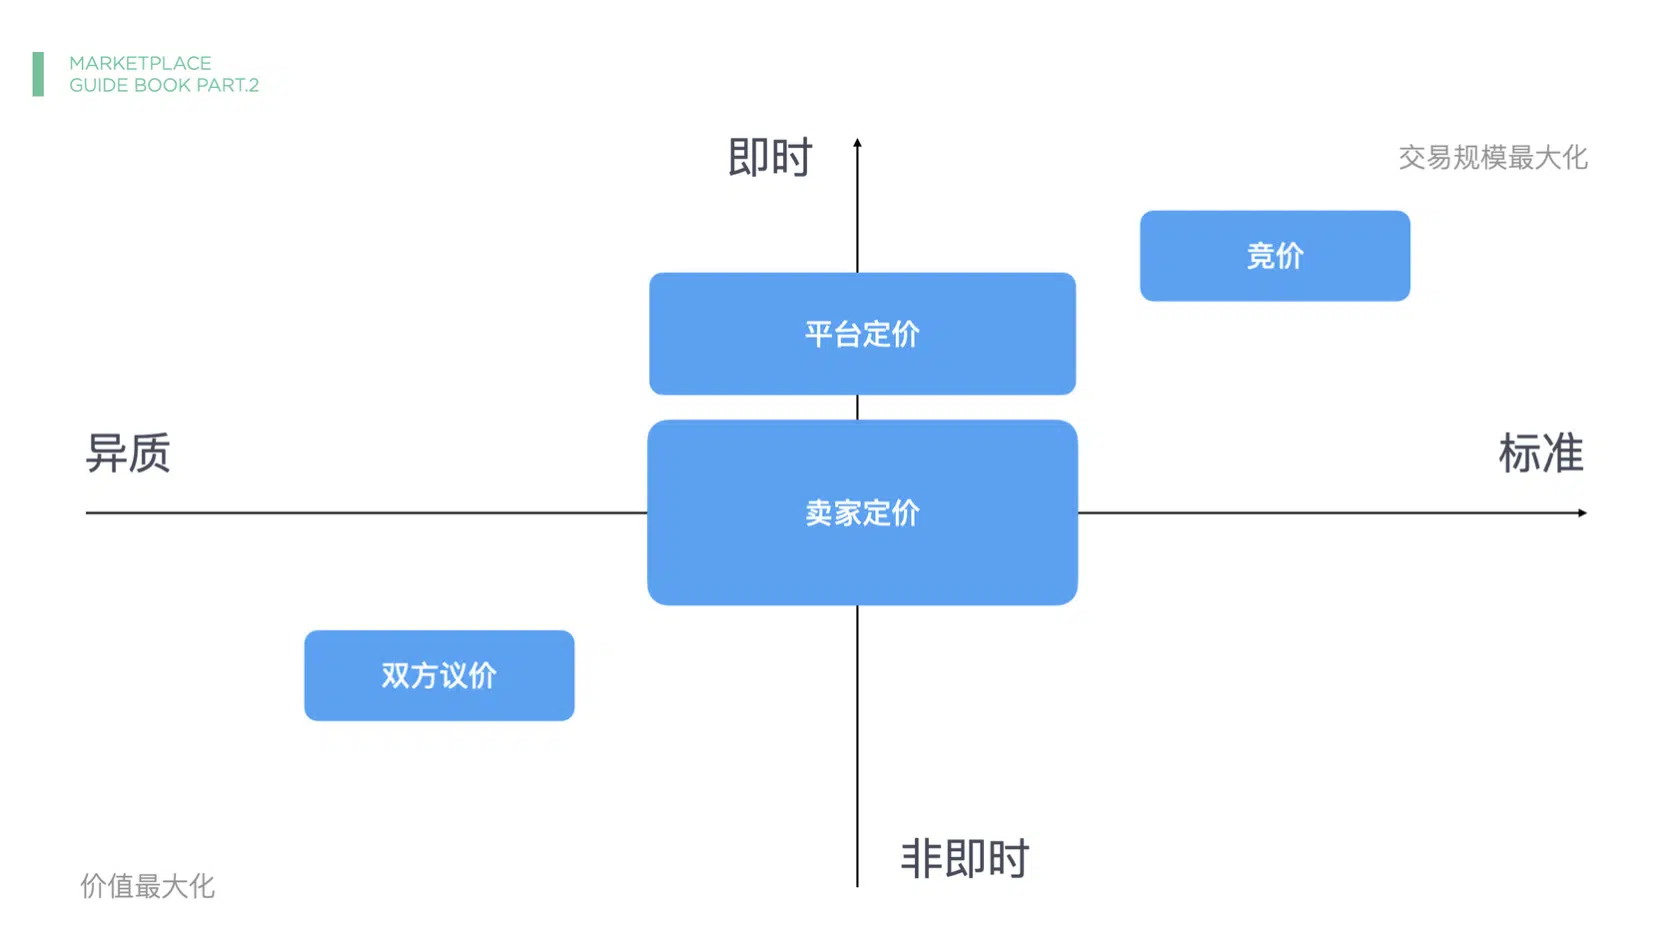 MARKETPLACE
GUIDE BOOK PART.2
即时
交易规模最大化
竞价
平台定价
异质
标准
卖家定价
双方议价
非即时
价值最大化